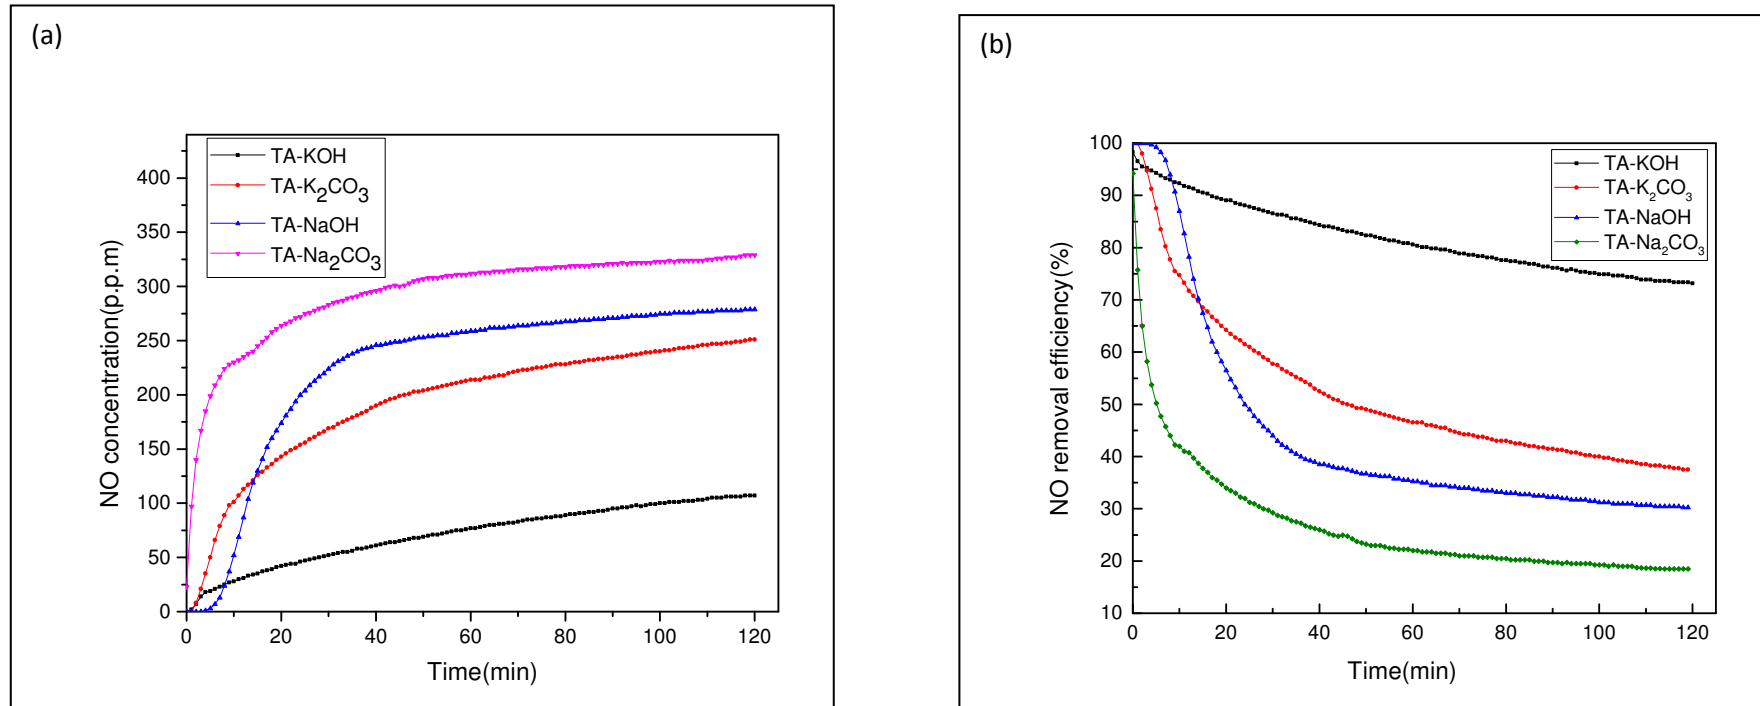 (a)
TA-KOH
TA-K2CO3
TA-NaOH
TA-Na2CO3
NO concentration(p.p.m)
400
350
300
250
200
150
100
50
0
0 20 40 60 80 100 120
Time(min)
(b)
TA-KOH
TA-K2CO3
TA-NaOH
TA-Na2CO3
NO removal efficiency(%)
100
90
80
70
60
50
40
30
20
10
0 20 40 60 80 100 120
Time(min)